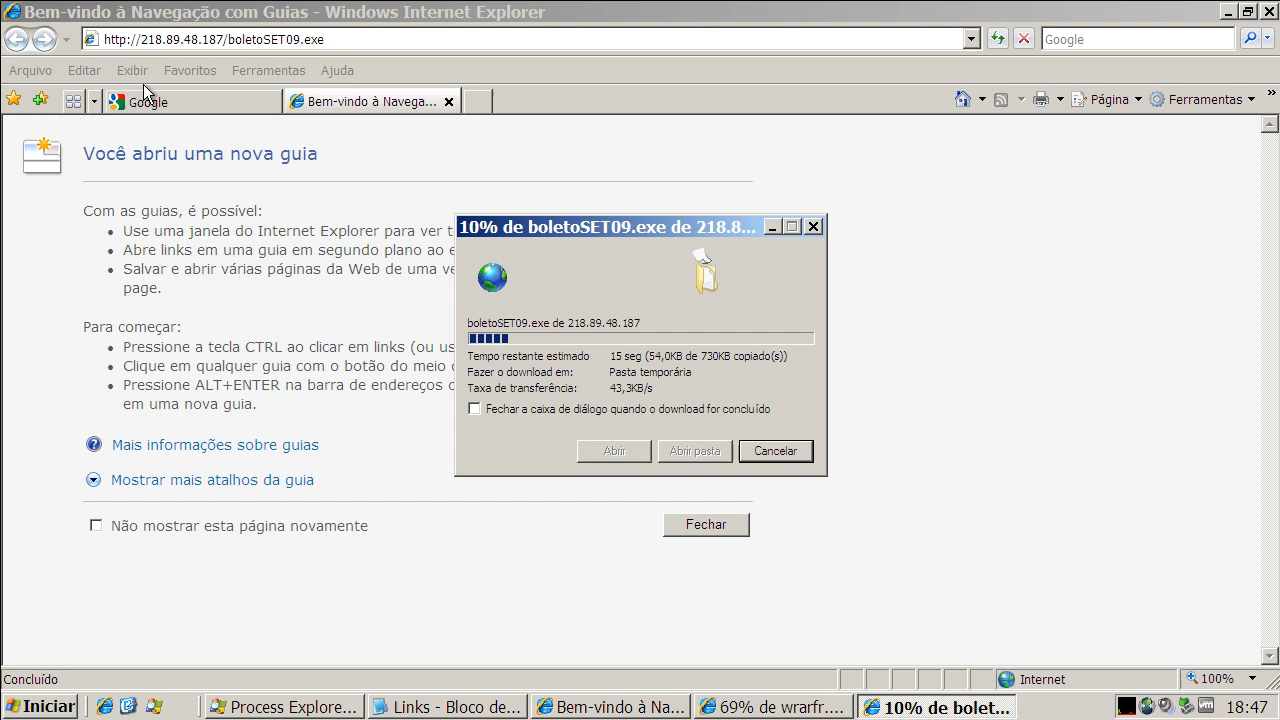 Bem-vindo à Navegação com Guias - Windows Internet Explorer
http://218.89.48.187/boletoSET09.exe
Google
Arquivo Editar Exibir Favoritos Ferramentas Ajuda
Google
Bem-vindo à Navega...
Página
Ferramentas
Você abriu uma nova guia
Com as guias, é possível:
Use uma janela do Internet Explorer para ver t
Abre links em uma guia em segundo plano ao e
Salvar e abrir várias páginas da Web de uma ve
page.
Para começar:
Pressione a tecla CTRL ao clicar em links (ou us
Clique em qualquer guia com o botão do meio d
Pressione ALT+ENTER na barra de endereços o
em uma nova guia.
Mais informações sobre guias
Mostrar mais atalhos da guia
Não mostrar esta página novamente
Fechar
10% de boletoSET09.exe de 218.8...
boletoSET09.exe de 218.89.48.187
Tempo restante estimado 15 seg (54,0KB de 730KB copiado(s))
Fazer o download em: Pasta temporária
Taxa de transferência: 43,3KB/s
Fechar a caixa de diálogo quando o download for concluído
Abrir Abrir pasta Cancelar
Concluído
Internet
100%
Iniciar
Process Explore...
Links - Bloco de...
Bem-vindo à Na...
69% de wrarfr....
10% de bolet...
18:47